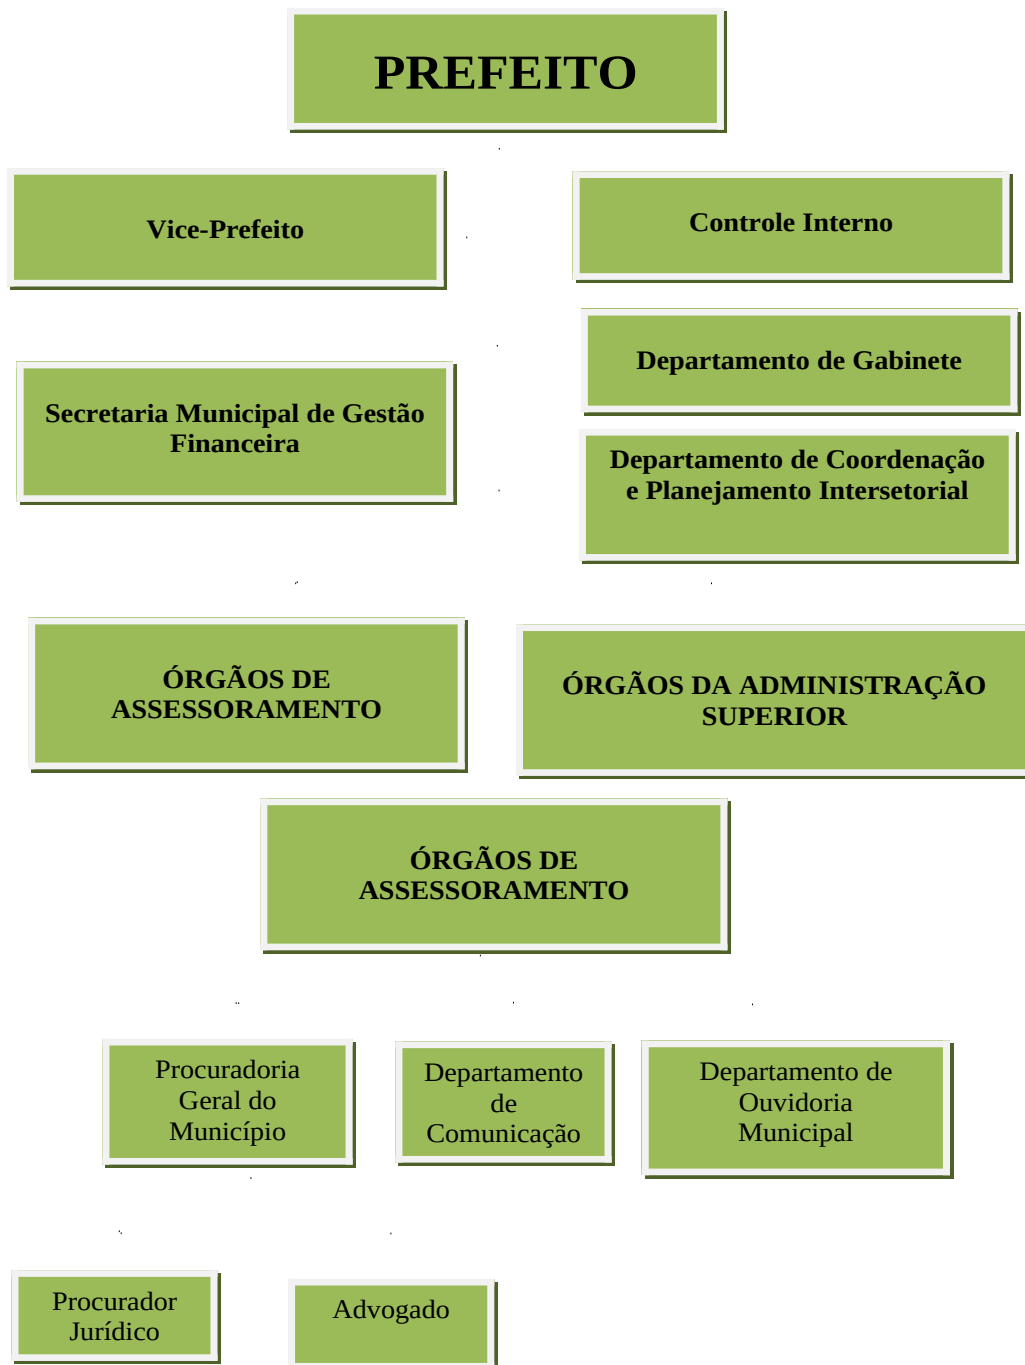 PREFEITO
Vice-Prefeito
Controle Interno
Departamento de Gabinete
Secretaria Municipal de Gestão
Financeira
Departamento de Coordenação
e Planejamento Intersetorial
ÓRGÃOS DE
ASSESSORAMENTO
ÓRGÃOS DA ADMINISTRAÇÃO
SUPERIOR
ÓRGÃOS DE
ASSESSORAMENTO
Procuradoria
Geral do
Município
Departamento
de
Comunicação
Departamento de
Ouvidoria
Municipal
Procurador
Jurídico
Advogado